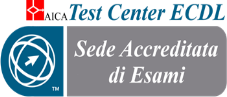 AICA Test Center ECDL
Sede Accreditata
di Esami
TM